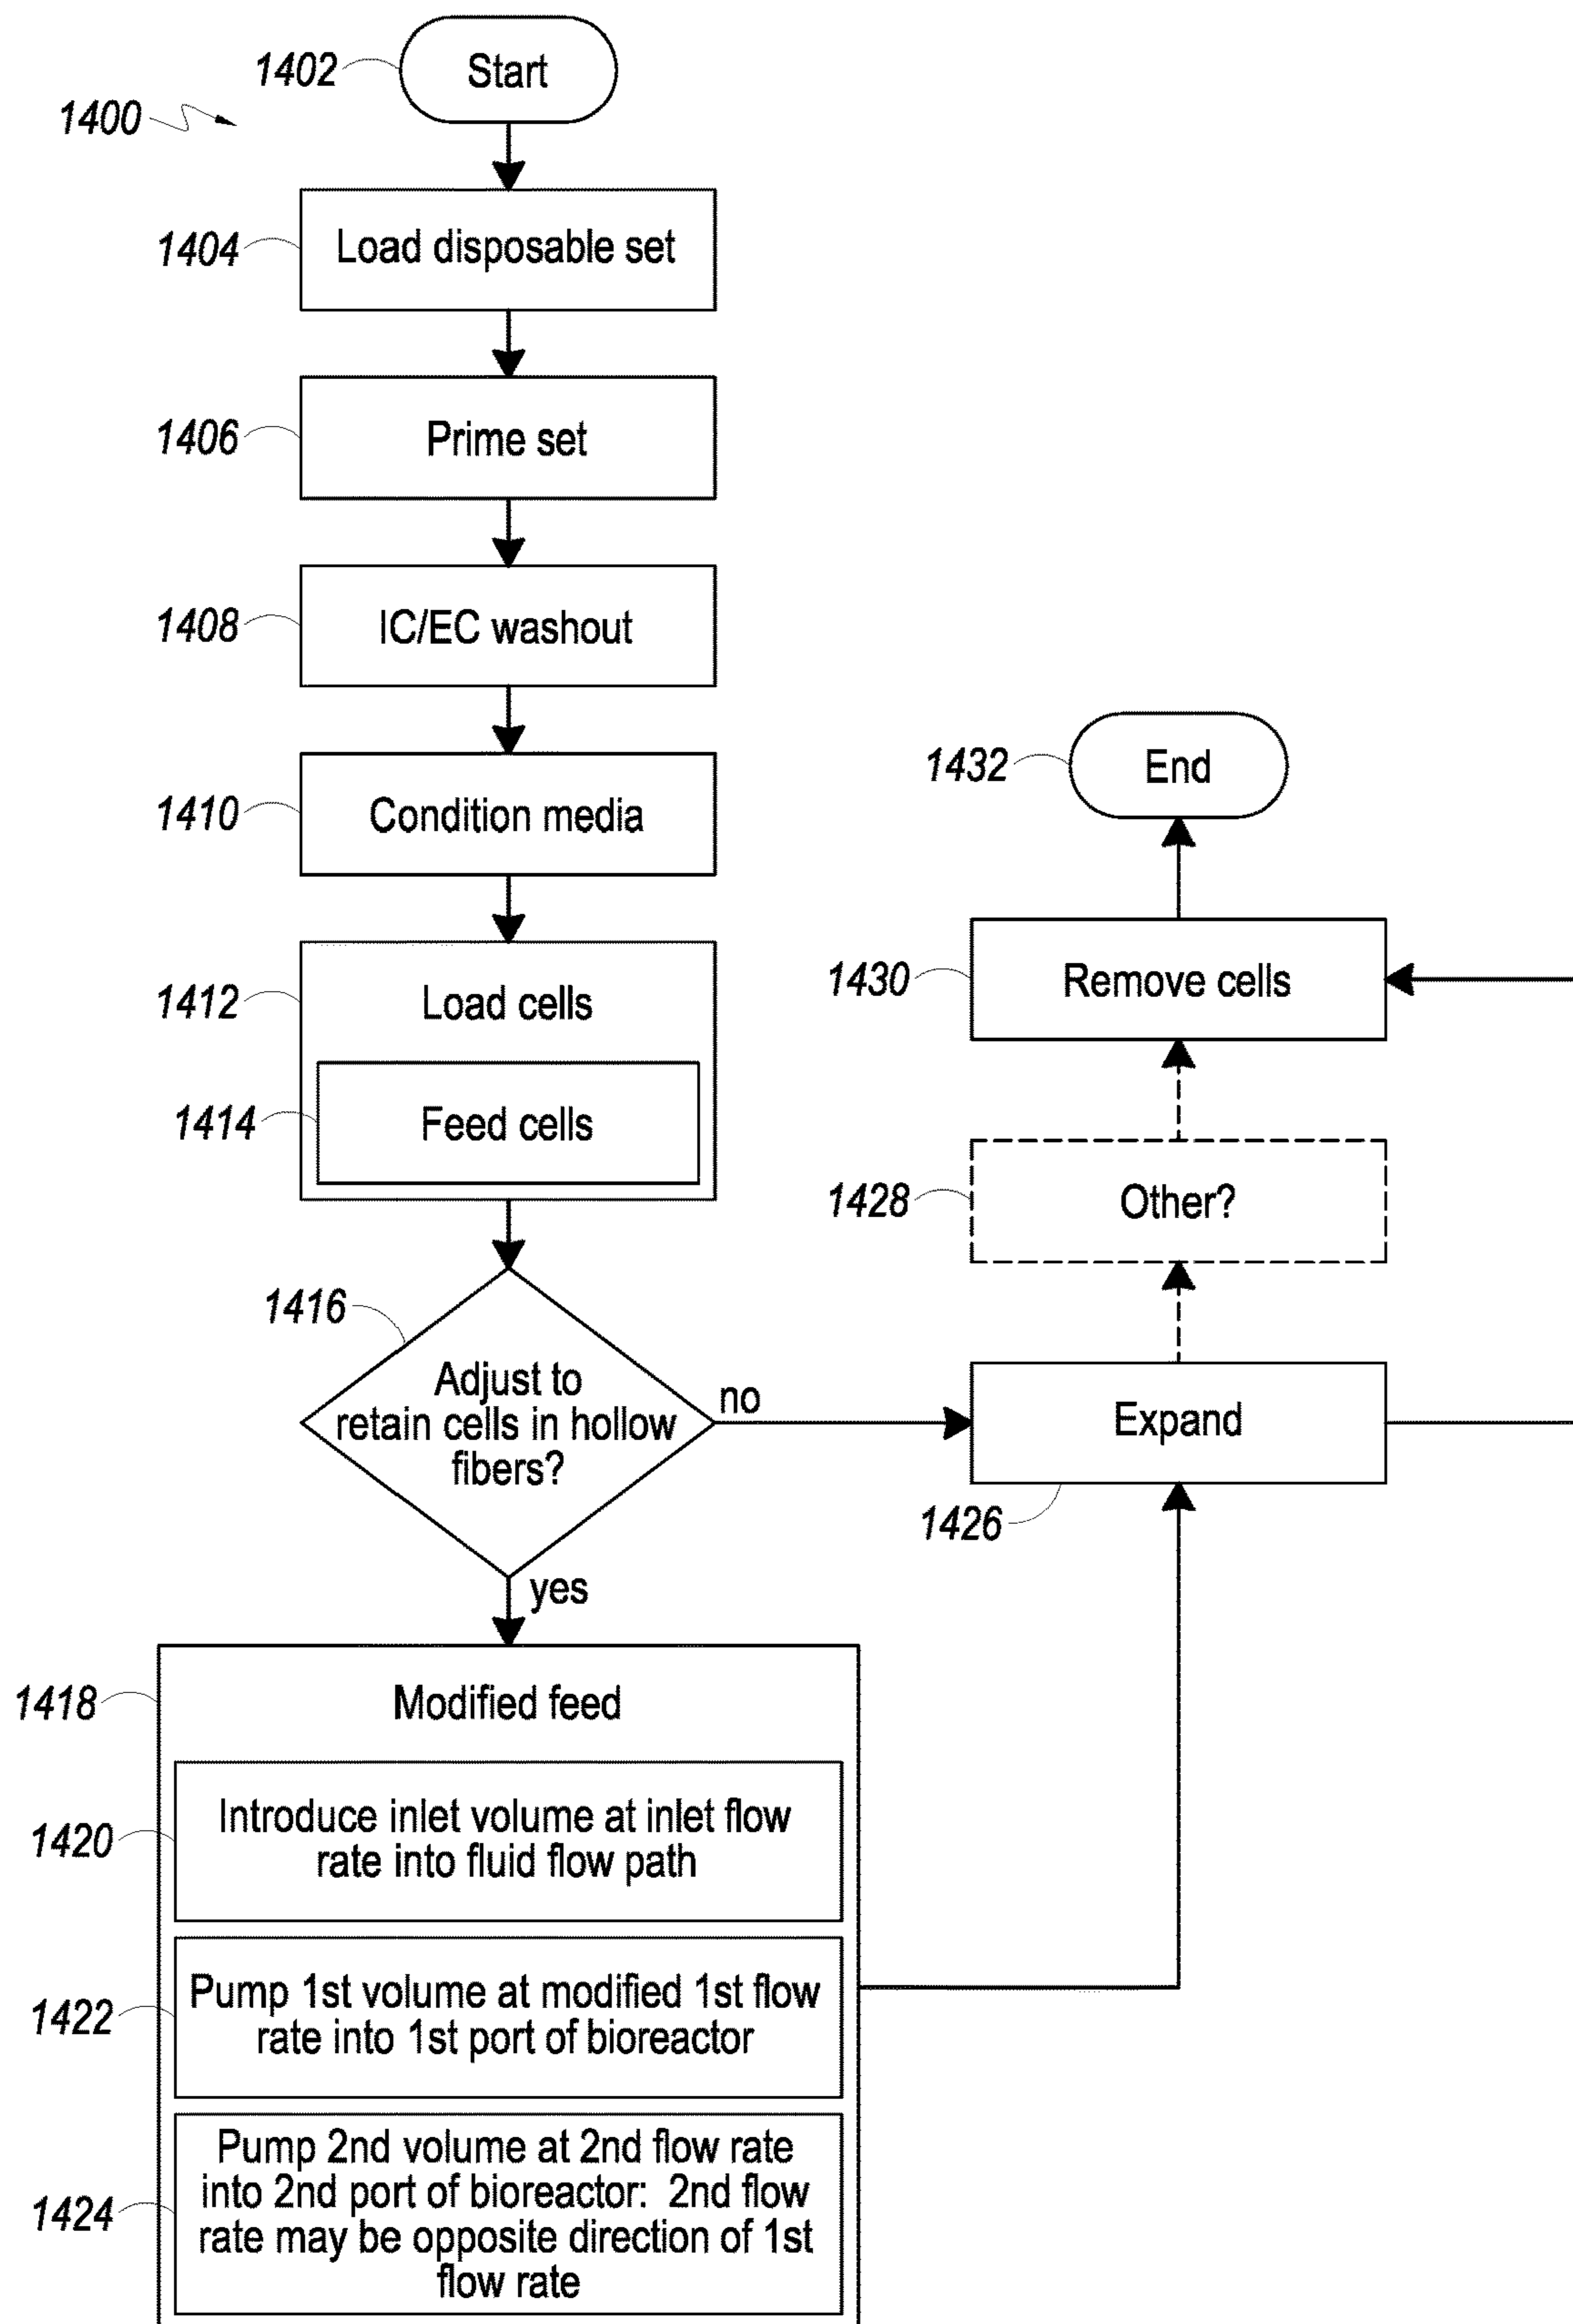 1400
1402
Start
1404
Load disposable set
1406
Prime set
1408
IC/EC washout
1410
Condition media
1412
Load cells
1414
Feed cells
1416
Adjust to
retain cells in hollow
fibers?
no
yes
1418
Modified feed
1420
Introduce inlet volume at inlet flow
rate into fluid flow path
1422
Pump 1st volume at modified 1st flow
rate into 1st port of bioreactor
1424
Pump 2nd volume at 2nd flow rate
into 2nd port of bioreactor: 2nd flow
rate may be opposite direction of 1st
flow rate
1426
Expand
1428
Other?
1430
Remove cells
1432
End